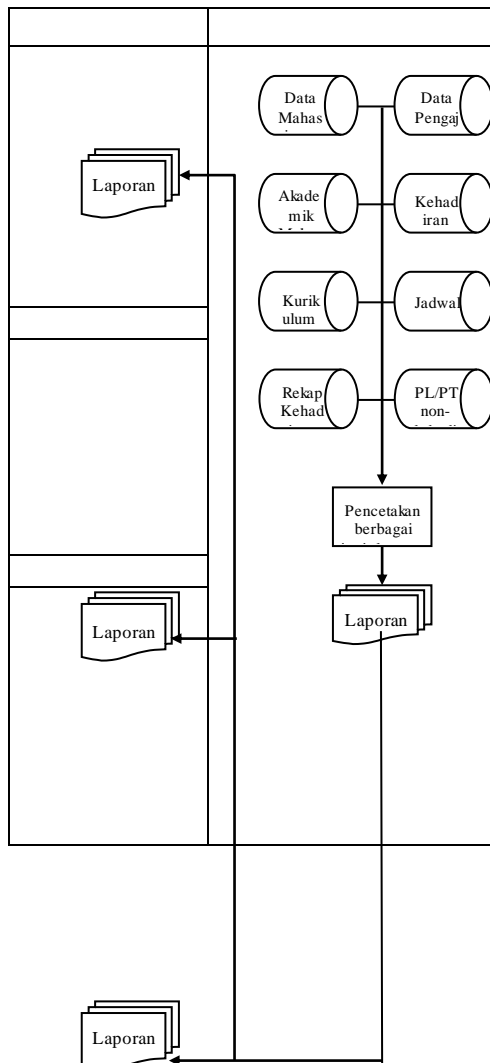 Data
Mahas
Data
Pengaj
Laporan
Akade
mik
Kehad
iran
Kurik
ulum
Jadwal
Rekap
Kehad
PL/PT
non-
Pencetakan
berbagai
Laporan
Laporan
Laporan